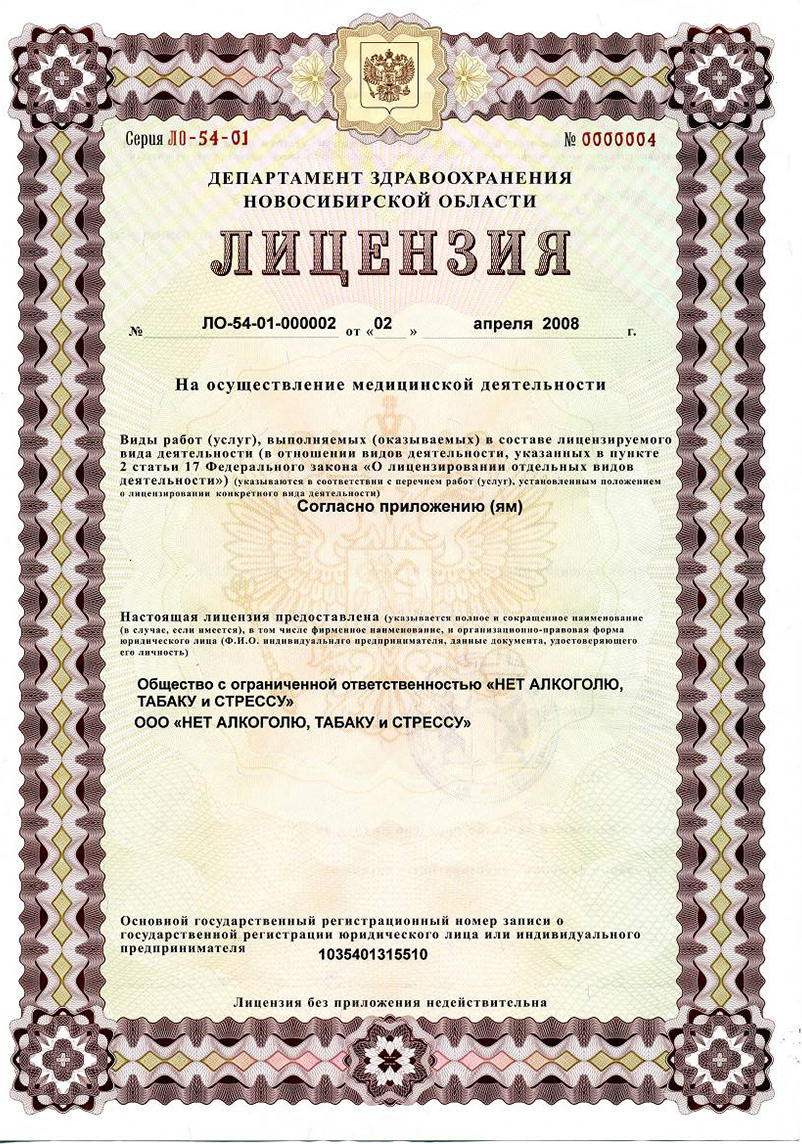 Серия ЛО-54-01
№ 0000004
ДЕПАРТАМЕНТ ЗДРАВООХРАНЕНИЯ
НОВОСИБИРСКОЙ ОБЛАСТИ
ЛИЦЕНЗИЯ
№ ЛО-54-01-000002 от «02 » апреля 2008 г.
На осуществление медицинской деятельности
Виды работ (услуг), выполняемых (оказываемых) в составе лицензируемого
вида деятельности (в отношении видов деятельности, указанных в пункте
2 статьи 17 Федерального закона «О лицензировании отдельных видов
деятельности») (указываются в соответствии с перечнем работ (услуг), установленным положением
о лицензировании конкретного вида деятельности)
Согласно приложению (ям)
Настоящая лицензия предоставлена (указывается полное и сокращенное наименование
(в случае, если имеется), в том числе фирменное наименование, и организационно-правовая форма
юридического лица (Ф.И.О. индивидуальнлго предпринимателя, данные документа, удостоверяющего
его личность)
Общество с ограниченной ответственностью «НЕТ АЛКОГОЛЮ,
ТАБАКУ и СТРЕССУ»
ООО «НЕТ АЛКОГОЛЮ, ТАБАКУ и СТРЕССУ»
Основной государственный регистрационный номер записи о
государственной регистрации юридического лица или индивидуального
предпринимателя 1035401315510
Лицензия без приложения недействительна